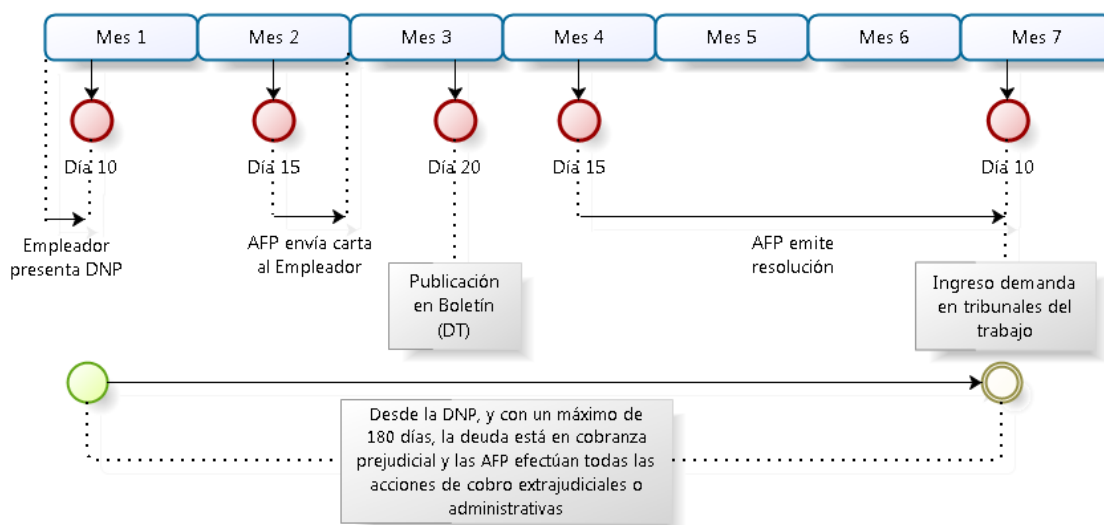 Mes 1
Mes 2
Mes 3
Mes 4
Mes 5
Mes 6
Mes 7
Día 10
Día 15
Día 20
Día 15
Día 10
Empleador
presenta DNP
AFP envía carta
al Empleador
Publicación
en Boletín
(DT)
AFP emite
resolución
Ingreso demanda
en tribunales del
trabajo
Desde la DNP, y con un máximo de
180 días, la deuda está en cobranza
prejudicial y las AFP efectúan todas las
acciones de cobro extrajudiciales o
administrativas